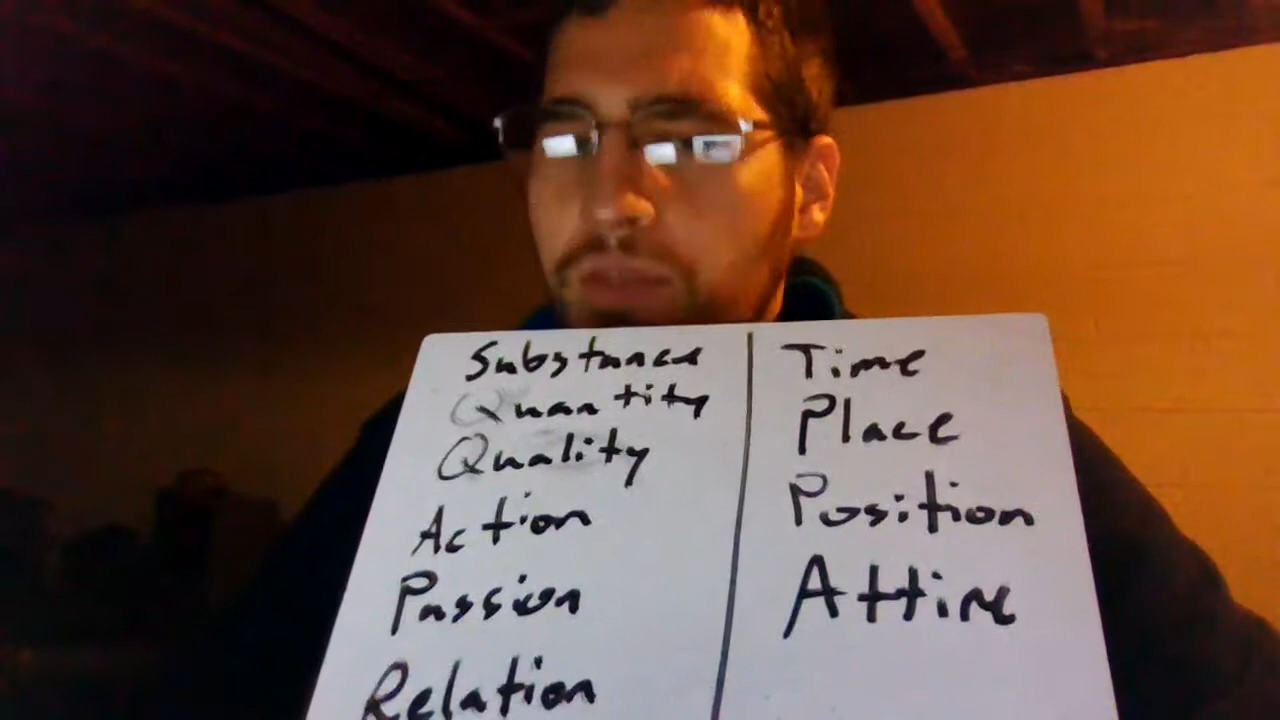 Substance
Quantity
Quality
Action
Passion
Relation
Time
Place
Position
Attire